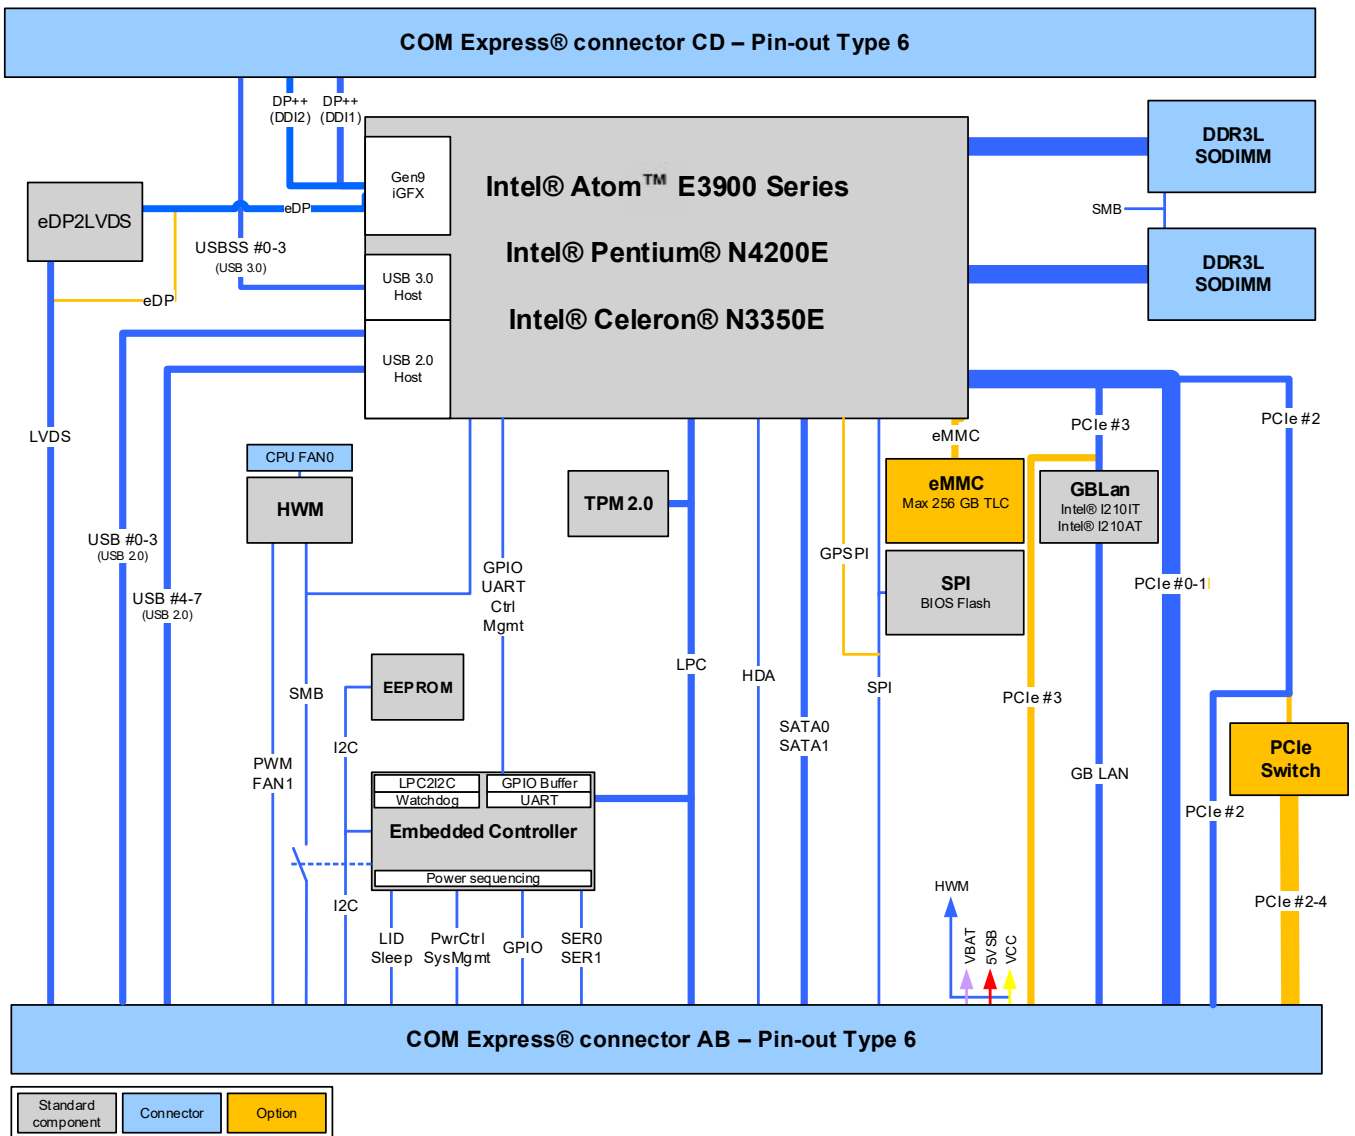 COM Express® connector CD – Pin-out Type 6
DP++
(DDI2)
DP++
(DDI1)
Gen9
iGFX
Intel® Atom™ E3900 Series
Intel® Pentium® N4200E
Intel® Celeron® N3350E
DDR3L
SODIMM
SMB
DDR3L
SODIMM
eDP2LVDS
eDP
USBSS #0-3
(USB 3.0)
eDP
USB 3.0
Host
USB 2.0
Host
LVDS
CPU FAN0
HWM
TPM 2.0
eMMC
eMMC
Max 256 GB TLC
PCIe #3
PCIe #2
GBLan
Intel® I210IT
Intel® I210AT
USB #0-3
(USB 2.0)
USB #4-7
(USB 2.0)
GPIO
UART
Ctrl
Mgmt
GPSPI
SPI
BIOS Flash
PCIe #0-1
EEPROM
SMB
LPC
HDA
SPI
PCIe #3
I2C
SATA0
SATA1
PWM
FAN1
GB LAN
PCIe
Switch
LPC2I2C
Watchdog
GPIO Buffer
UART
Embedded Controller
Power sequencing
PCIe #2
I2C
LID
Sleep
PwrCtrl
SysMgmt
GPIO
SER0
SER1
HWM
VBAT
5VSB
VCC
PCIe #2-4
COM Express® connector AB – Pin-out Type 6
Standard
component
Connector
Option